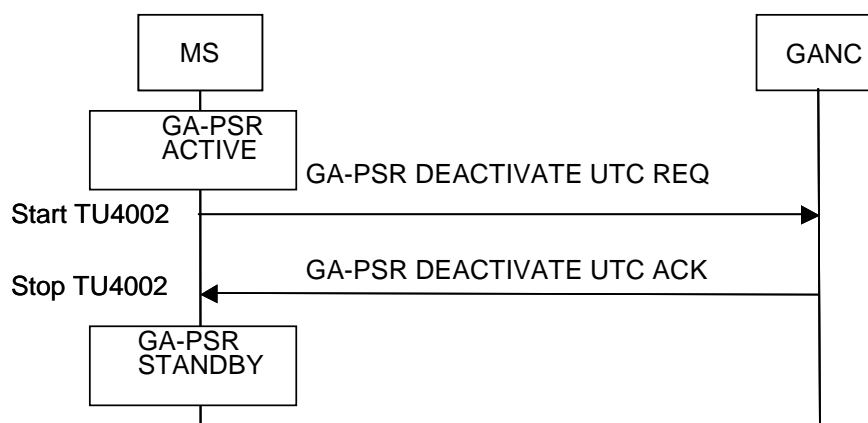 MS
GANC
GA-PSR
ACTIVE
GA-PSR DEACTIVATE UTC REQ
Start TU4002
GA-PSR DEACTIVATE UTC ACK
Stop TU4002
GA-PSR
STANDBY